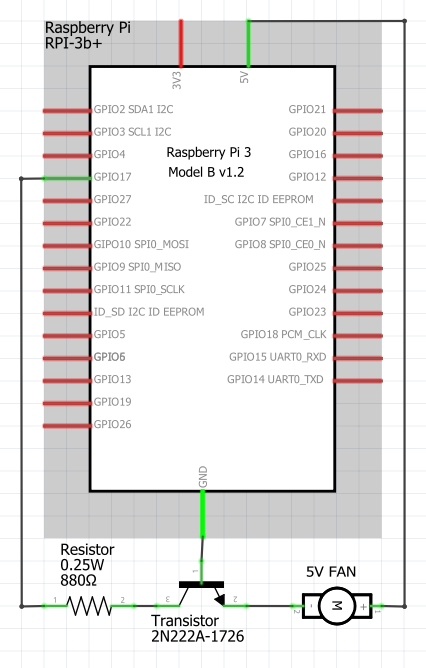 Raspberry Pi
RPI-3b+
3V3
5V
Raspberry Pi 3
Model B v1.2
GPIO2 SDA1 I2C
GPIO3 SCL1 I2C
GPIO4
GPIO17
GPIO27
GPIO22
GIPO10 SPI0_MOSI
GPIO9 SPI0_MISO
GPIO11 SPI0_SCLK
ID_SD I2C ID EEPROM
GPIO5
GPIO6
GPIO13
GPIO19
GPIO26
GPIO21
GPIO20
GPIO16
GPIO12
ID_SC I2C ID EEPROM
GPIO7 SPI0_CE1_N
GPIO8 SPI0_CE0_N
GPIO25
GPIO24
GPIO23
GPIO18 PCM_CLK
GPIO15 UART0_RXD
GPIO14 UART0_TXD
GND
Resistor
0.25W
880Ω
1
2
3
1
2
Transistor
2N222A-1726
5V FAN
2
-
M
+
1